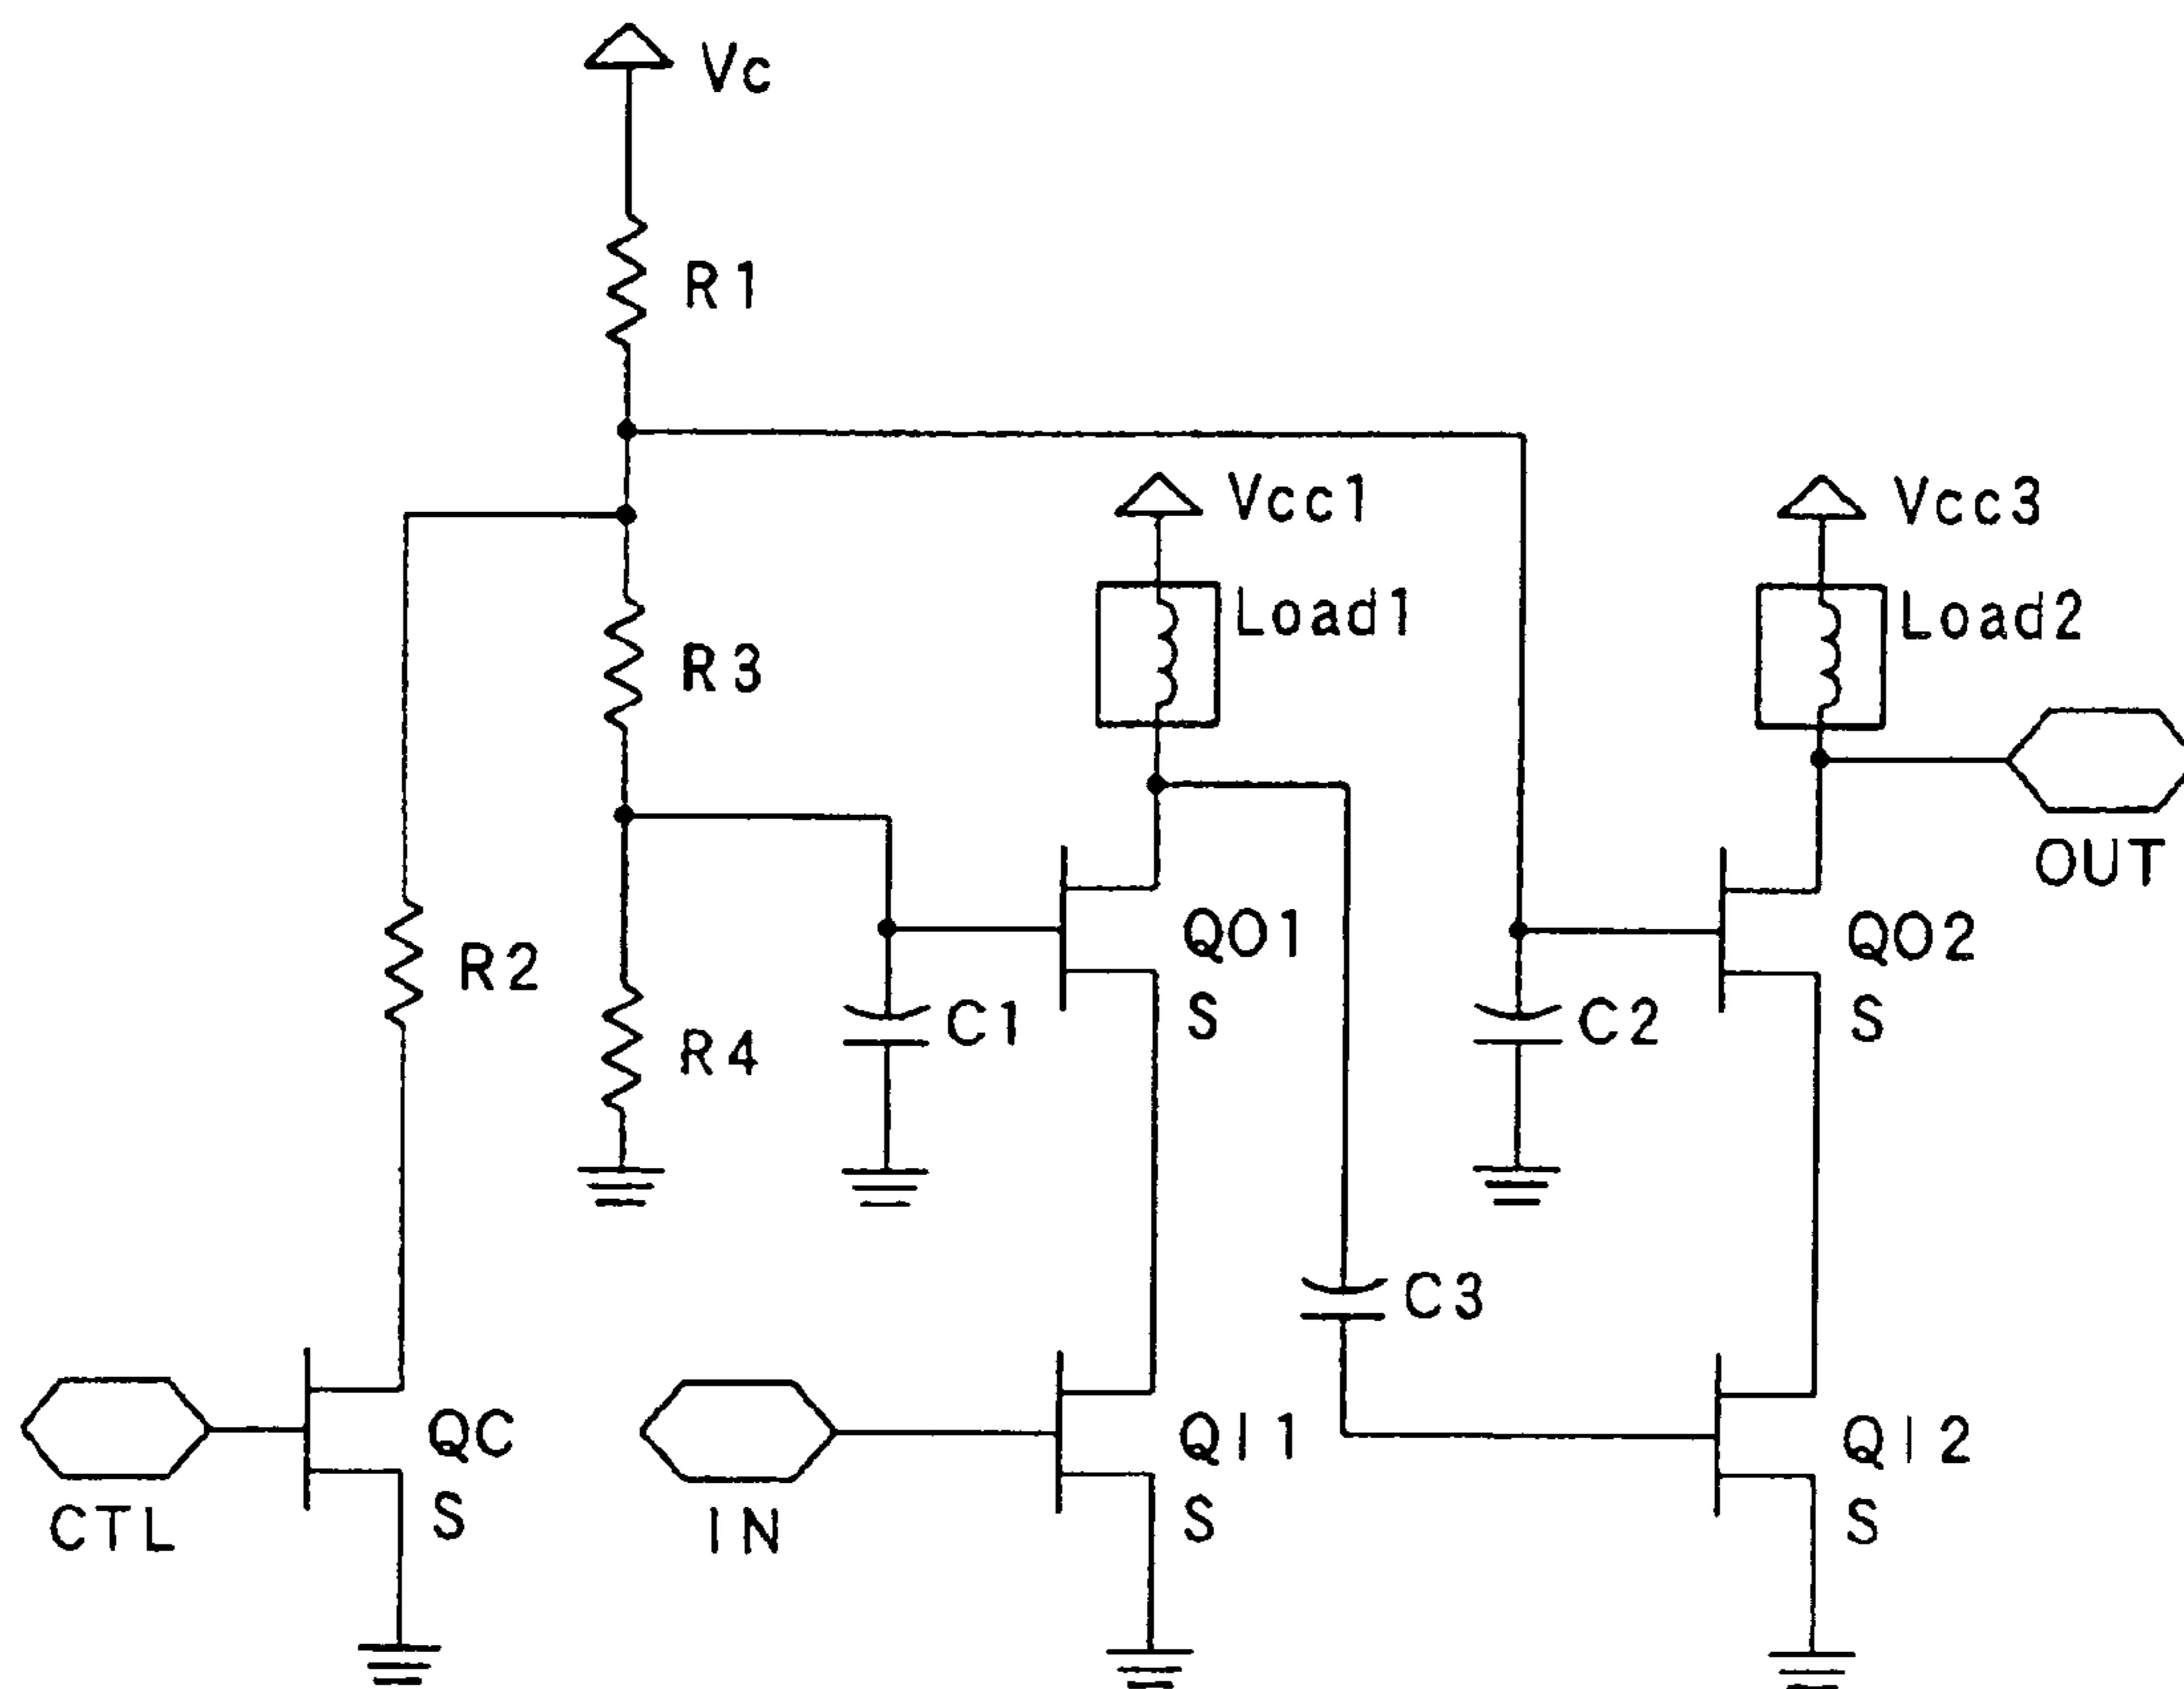 Vc
R1
Vcc1
Vcc3
Load1
Load2
R3
OUT
QO1
QO2
R2
S
S
C1
C2
R4
C3
QC
QI1
QI2
S
S
S
CTL
IN